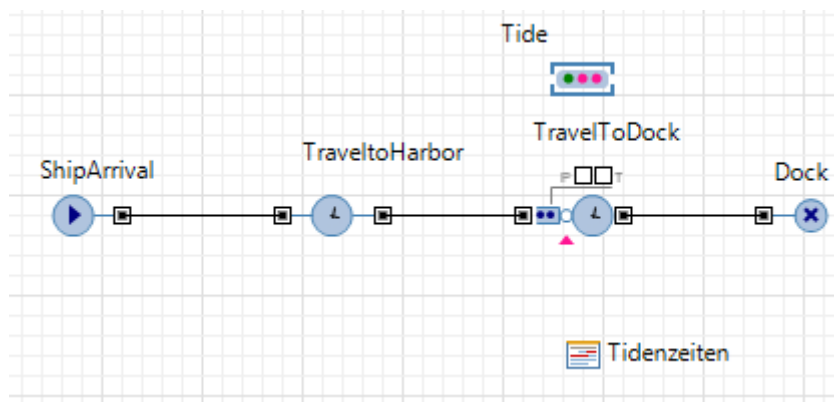 Tide
TravelToDock
TraveltoHarbor
ShipArrival
P
T
Dock
Tidenzeiten